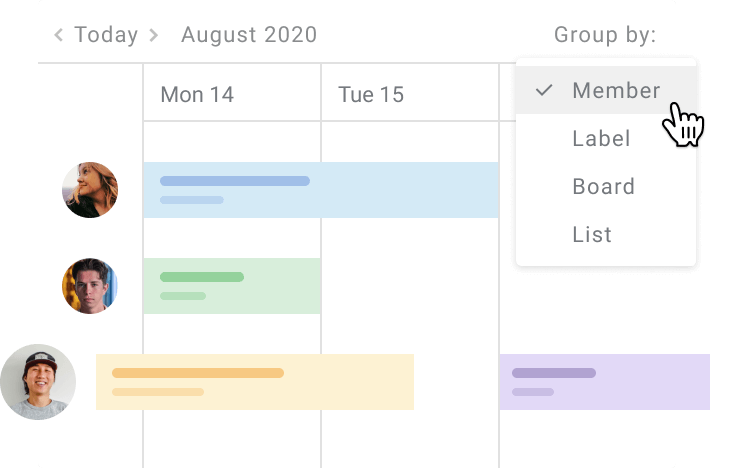 Today August 2020 Group by:
Mon 14 Tue 15
Member
Label
Board
List